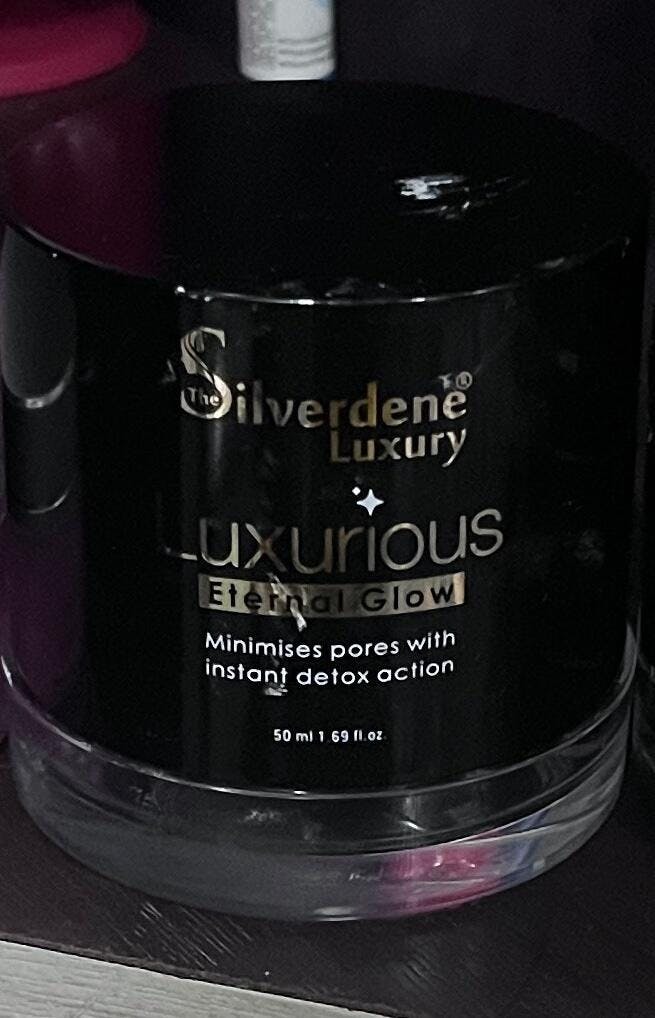 The Silverdene®
Luxury
Luxurious
Eternal Glow
Minimises pores with
instant detox action
50 ml 1.69 fl.oz.